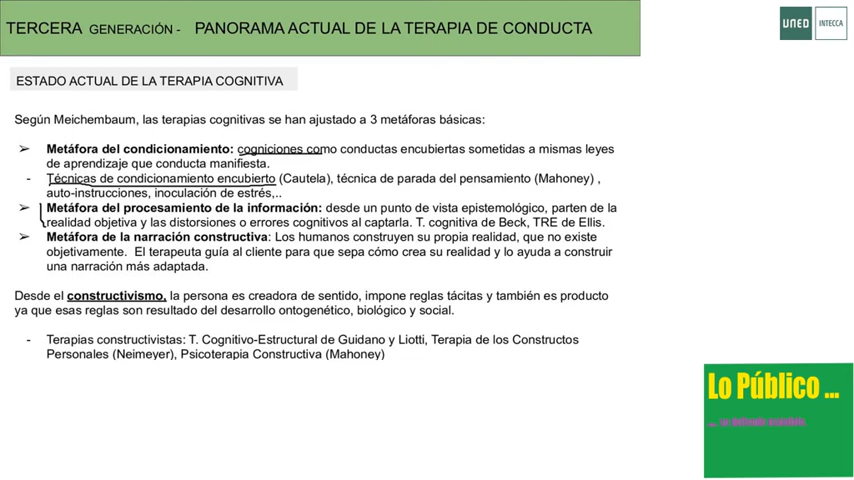 TERCERA GENERACIÓN - PANORAMA ACTUAL DE LA TERAPIA DE CONDUCTA
UNED INTECCA
ESTADO ACTUAL DE LA TERAPIA COGNITIVA
Según Meichembaum, las terapias cognitivas se han ajustado a 3 metáforas básicas:
➢ Metáfora del condicionamiento: cogniciones como conductas encubiertas sometidas a mismas leyes
de aprendizaje que conducta manifiesta.
- Técnicas de condicionamiento encubierto (Cautela), técnica de parada del pensamiento (Mahoney) ,
auto-instrucciones, inoculación de estrés,..
➢ Metáfora del procesamiento de la información: desde un punto de vista epistemológico, parten de la
realidad objetiva y las distorsiones o errores cognitivos al captarla. T. cognitiva de Beck, TRE de Ellis.
➢ Metáfora de la narración constructiva: Los humanos construyen su propia realidad, que no existe
objetivamente. El terapeuta guía al cliente para que sepa cómo crea su realidad y lo ayuda a construir
una narración más adaptada.
Desde el constructivismo, la persona es creadora de sentido, impone reglas tácitas y también es producto
ya que esas reglas son resultado del desarrollo ontogenético, biológico y social.
- Terapias constructivistas: T. Cognitivo-Estructural de Guidano y Liotti, Terapia de los Constructos
Personales (Neimeyer), Psicoterapia Constructiva (Mahoney)
Lo Público ...